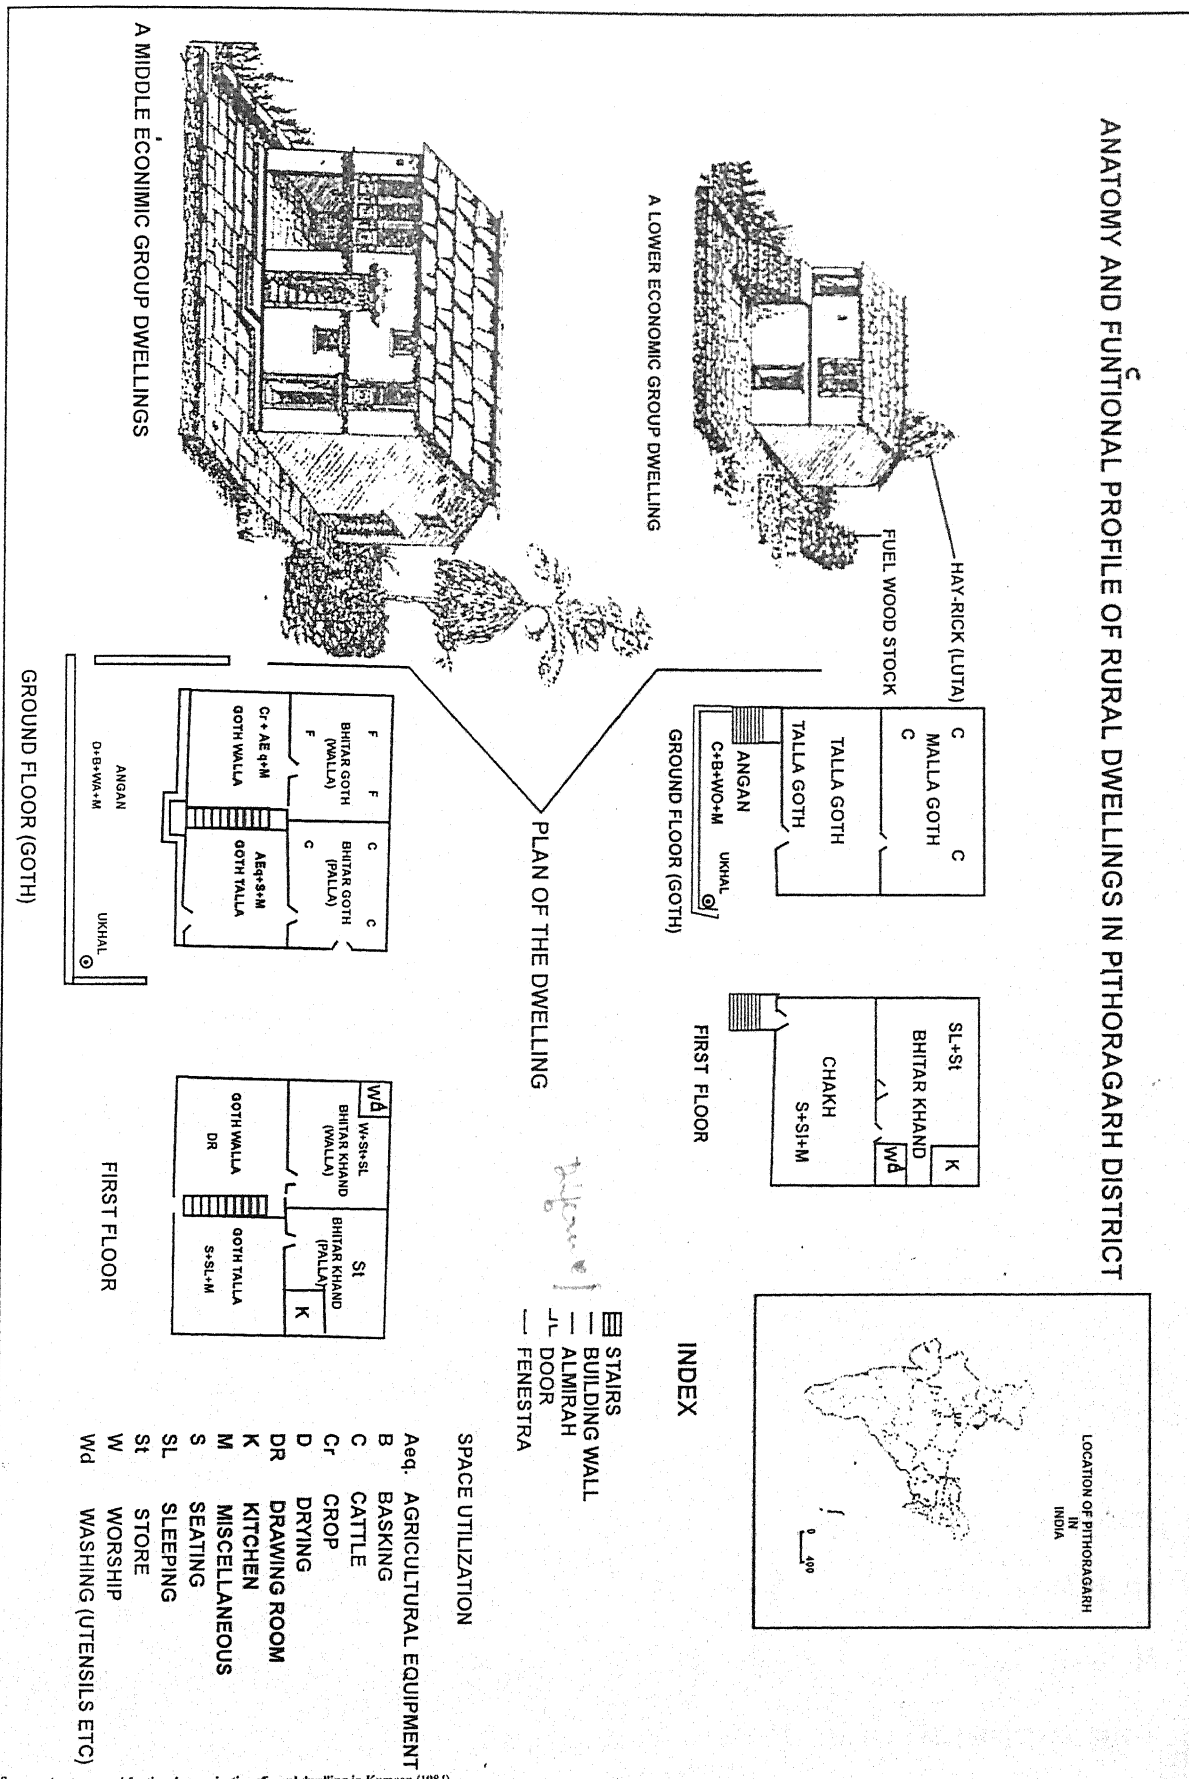 ANATOMY AND FUNTIONAL PROFILE OF RURAL DWELLINGS IN PITHORAGARH DISTRICT
C
HAY-RICK (LUTA)
FUEL WOOD STOCK
A LOWER ECONOMIC GROUP DWELLING
C
MALLA GOTH
C
C
TALLA GOTH
TALLA GOTH
ANGAN
C+B+WO+M
UKHAL
GROUND FLOOR (GOTH)
SL+St
BHITAR KHAND
K
Wd
CHAKH
S+Sl+M
FIRST FLOOR
LOCATION OF PITHORAGARH
IN
INDIA
U.P.
0 400
PLAN OF THE DWELLING
A MIDDLE ECONIMIC GROUP DWELLINGS
F F
BHITAR GOTH
(WALLA)
F
C C
BHITAR GOTH
(PALLA)
C
Cr+ AE q+M
GOTH WALLA
AEq+S+M
GOTH TALLA
ANGAN
D+B+WA+M
UKHAL
GROUND FLOOR (GOTH)
Wd
W+St+SL
BHITAR KHAND
(WALLA)
St
BHITAR KHAND
(PALLA)
K
GOTH WALLA
DR
GOTH TALLA
S+SL+M
FIRST FLOOR
INDEX
STAIRS
BUILDING WALL
ALMIRAH
DOOR
FENESTRA
SPACE UTILIZATION
Aeq. AGRICULTURAL EQUIPMENT
B BASKING
C CATTLE
Cr CROP
D DRYING
DR DRAWING ROOM
K KITCHEN
M MISCELLANEOUS
S SEATING
SL SLEEPING
St STORE
W WORSHIP
Wd WASHING (UTENSILS ETC)